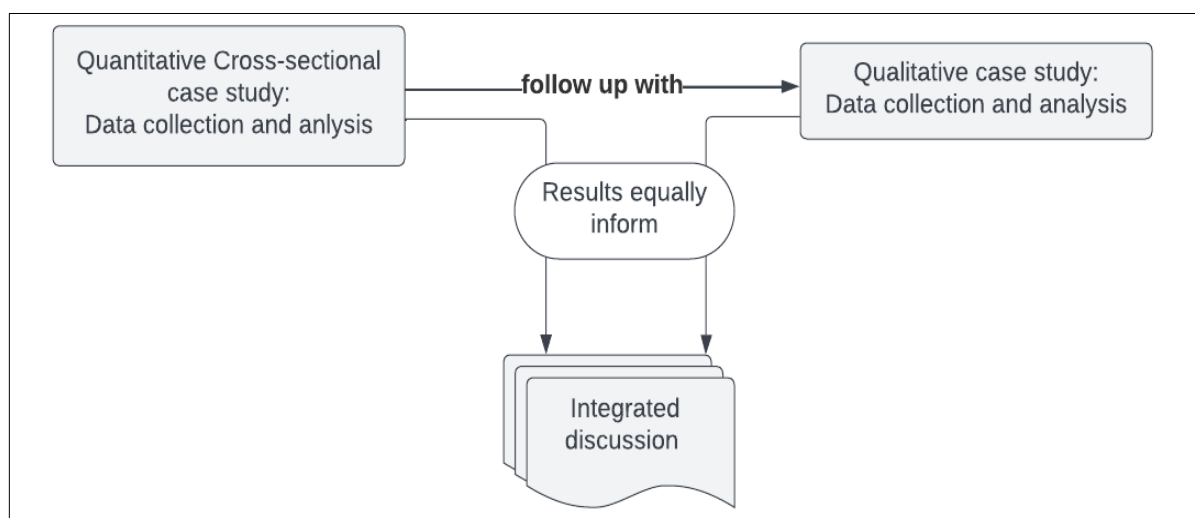 Quantitative Cross-sectional
case study:
Data collection and anlysis
follow up with
Qualitative case study:
Data collection and analysis
Results equally
inform
Integrated
discussion